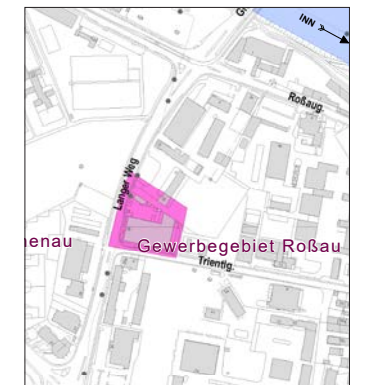 INN
Roßaug.
Langer Weg
henau
Gewerbegebiet Roßau
Trientlg.